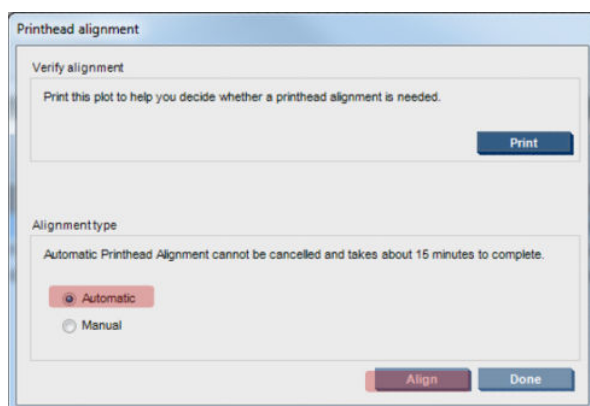 Printhead alignment
Verify alignment
Print this plot to help you decide whether a printhead alignment is needed.
Print
Alignment type
Automatic Printhead Alignment cannot be cancelled and takes about 15 minutes to complete.
Automatic
Manual
Align Done